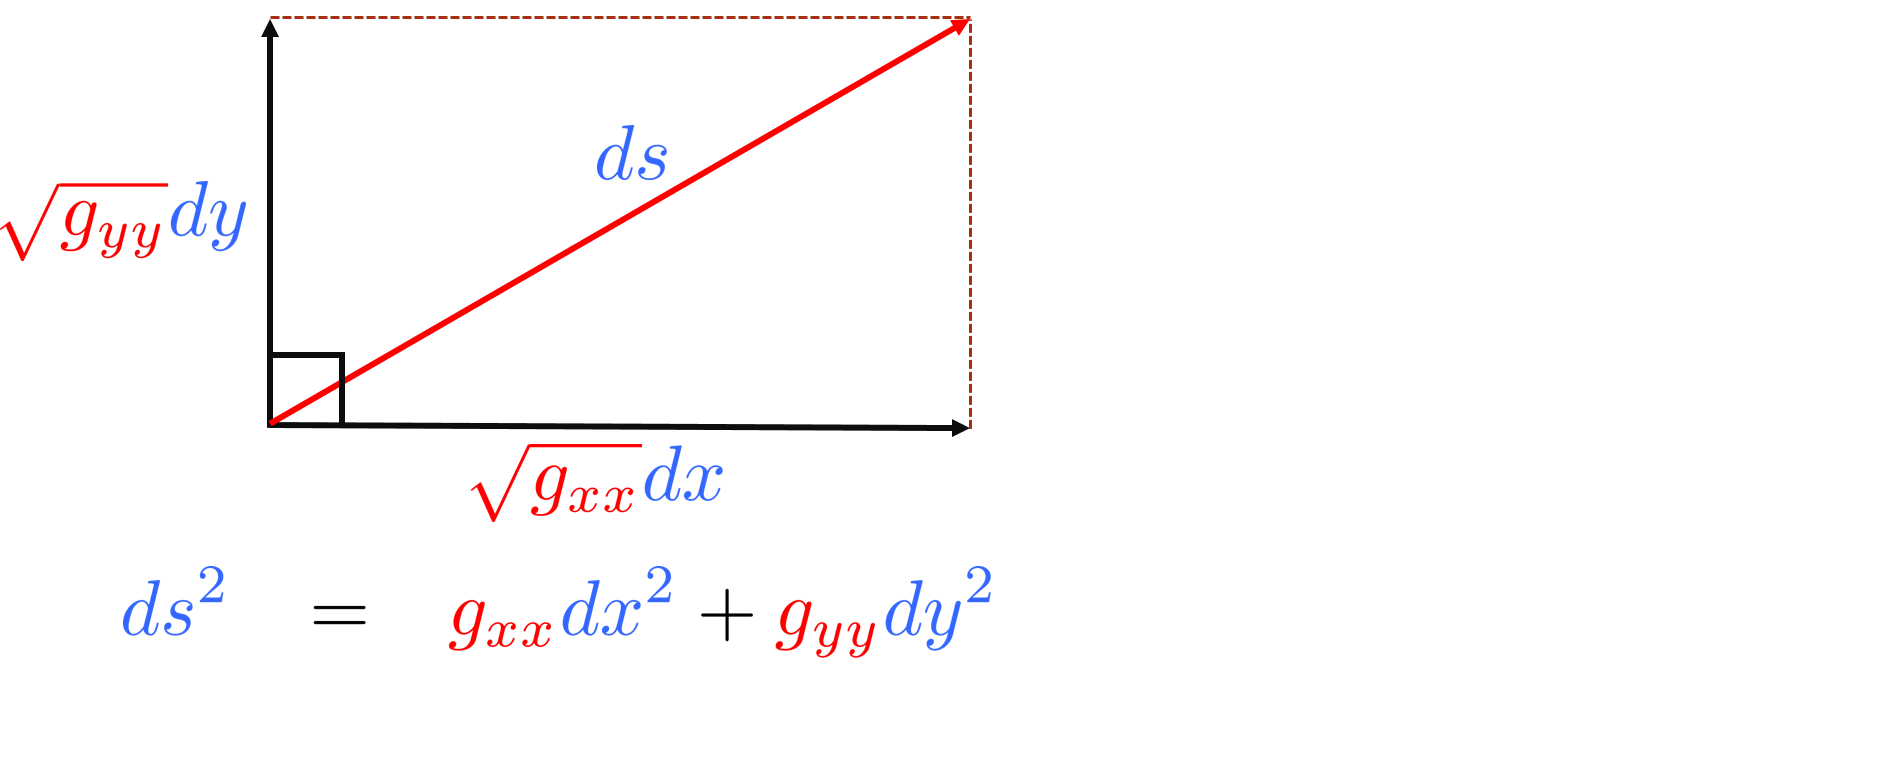 ds
√g_yy dy
√g_xx dx
ds² = g_xx dx² + g_yy dy²